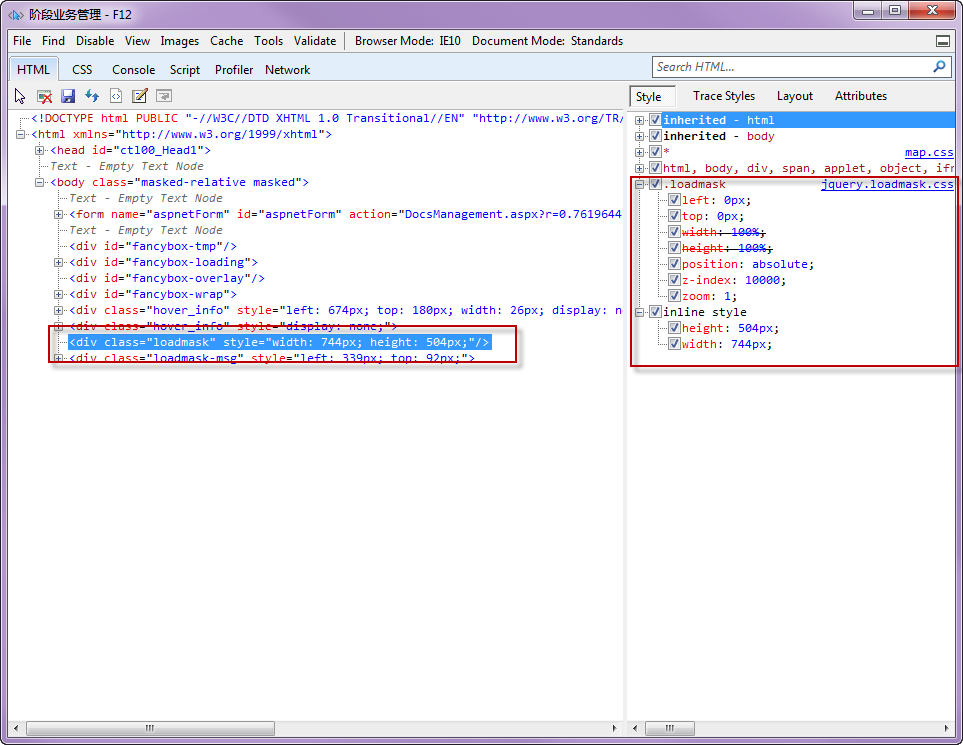 阶段业务管理 - F12
File Find Disable View Images Cache Tools Validate Browser Mode: IE10 Document Mode: Standards
HTML CSS Console Script Profiler Network
Search HTML...
Style Trace Styles Layout Attributes
<!DOCTYPE html PUBLIC "-//W3C//DTD XHTML 1.0 Transitional//EN" "http://www.w3.org/TR/
<html xmlns="http://www.w3.org/1999/xhtml">
<head id="ctl00_Head1">
Text - Empty Text Node
<body class="masked-relative masked">
Text - Empty Text Node
<form name="aspnetForm" id="aspnetForm" action="DocsManagement.aspx?r=0.7619644
Text - Empty Text Node
<div id="fancybox-tmp"/>
<div id="fancybox-loading">
<div id="fancybox-overlay"/>
<div id="fancybox-wrap">
<div class="hover_info" style="left: 674px; top: 180px; width: 26px; display: n
<div class="hover_info" style="display: none;">
<div class="loadmask" style="width: 744px; height: 504px;"/>
<div class="loadmask-msg" style="left: 339px; top: 92px;">
inherited - html
inherited - body
* map.css
html, body, div, span, applet, object, ifr
.loadmask jquery.loadmask.css
left: 0px;
top: 0px;
width: 100%;
height: 100%;
position: absolute;
z-index: 10000;
zoom: 1;
inline style
height: 504px;
width: 744px;